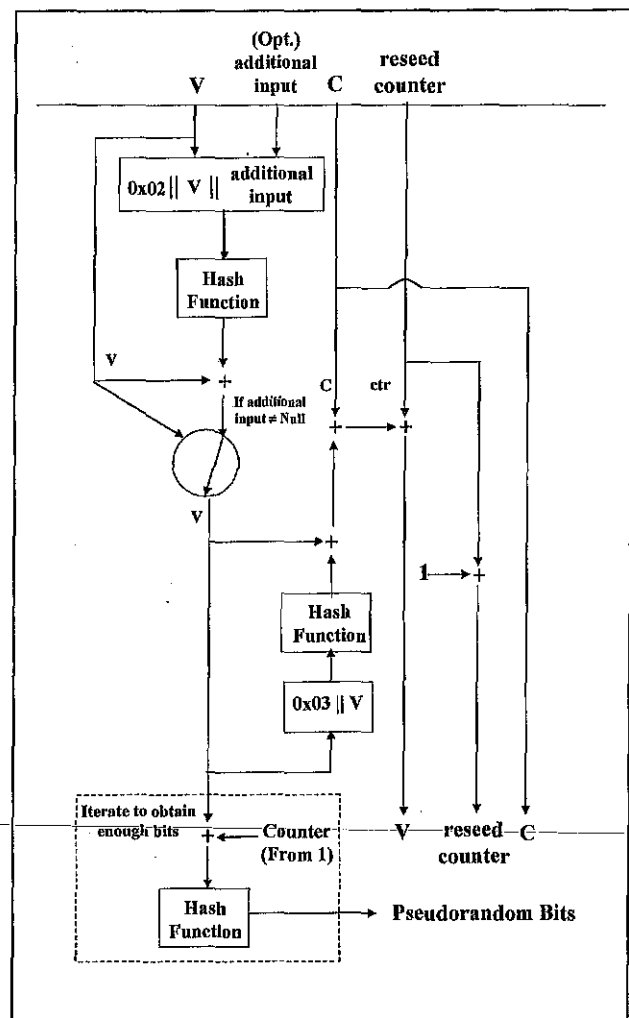 (Opt.)
additional
input
V
C
reseed
counter
0x02 || V || additional
input
Hash
Function
V
+
If additional
input ≠ Null
C
ctr
+
+
V
+
1
+
Hash
Function
0x03 || V
Iterate to obtain
enough bits
+
Counter
(From 1)
V
reseed
counter
C
Hash
Function
Pseudorandom Bits